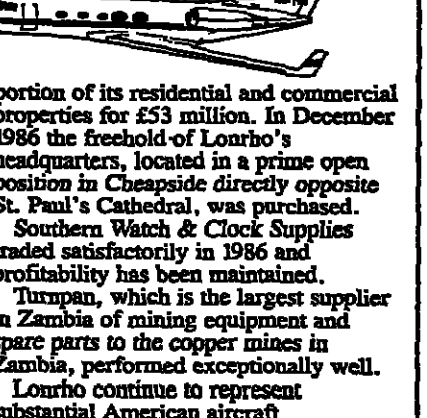 portion of its residential and commercial
properties for £53 million. In December
1986 the freehold of Lonrho's
headquarters, located in a prime open
position in Cheapside directly opposite
St. Paul's Cathedral, was purchased.
Southern Watch & Clock Supplies
traded satisfactorily in 1986 and
profitability has been maintained.
Turnpan, which is the largest supplier
in Zambia of mining equipment and
spare parts to the copper mines in
Zambia, performed exceptionally well.
Lonrho continue to represent
substantial American aircraft